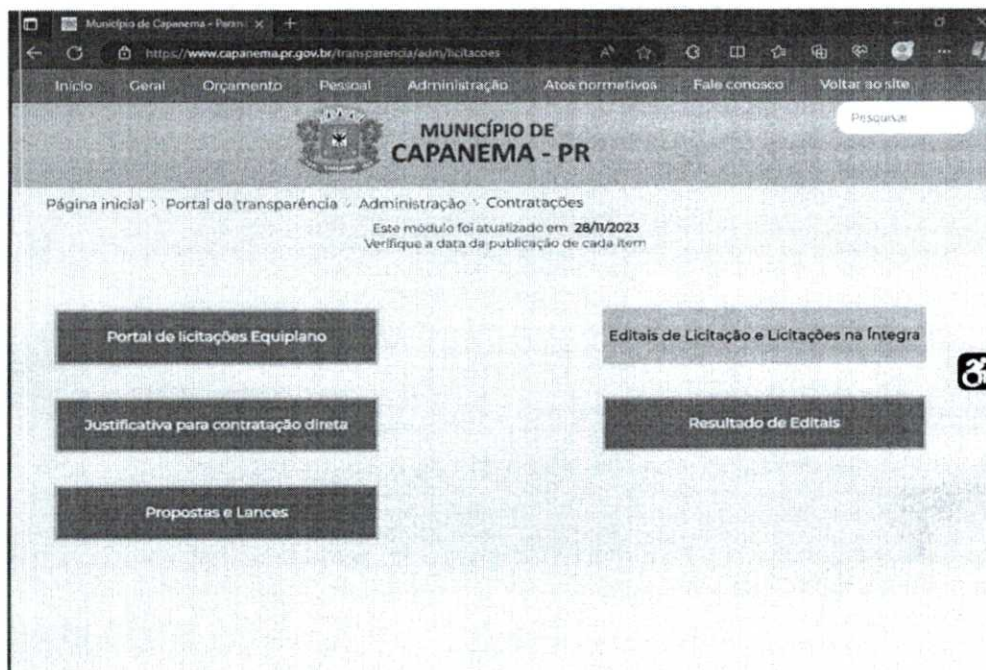 Município de Capanema - Paran
https://www.capanema.pr.gov.br/transparencia/adm/licitacoes
Início Geral Orçamento Pessoal Administração Atos normativos Fale conosco Voltar ao site
Pesquisar
MUNICÍPIO DE
CAPANEMA - PR
Página inicial > Portal da transparência > Administração > Contratações
Este módulo foi atualizado em 28/11/2023
Verifique a data da publicação de cada item
Portal de licitações Equiplano
Editais de Licitação e Licitações na Íntegra
Justificativa para contratação direta
Resultado de Editais
Propostas e Lances